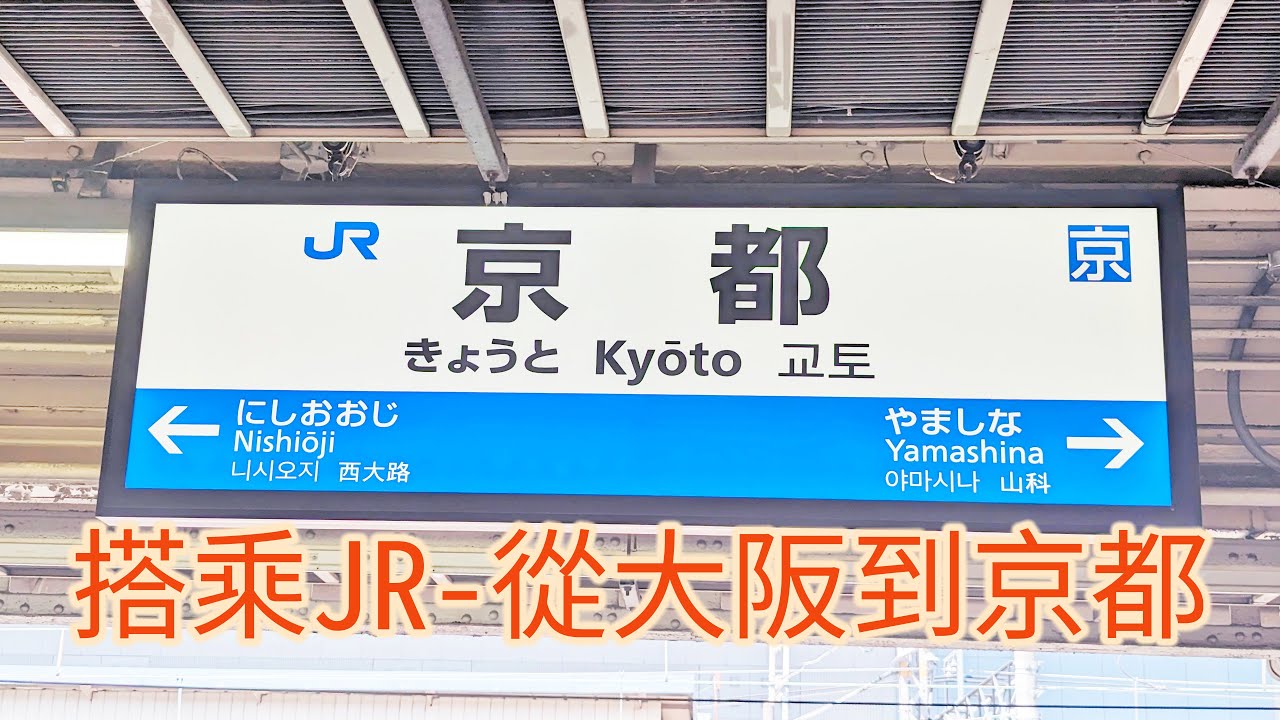 JR 京都 京
きょうと Kyōto 교토
にしおおじ やましな
Nishiōji Yamashina
니시오지 西大路 야마시나 山科
搭乘JR-從大阪到京都